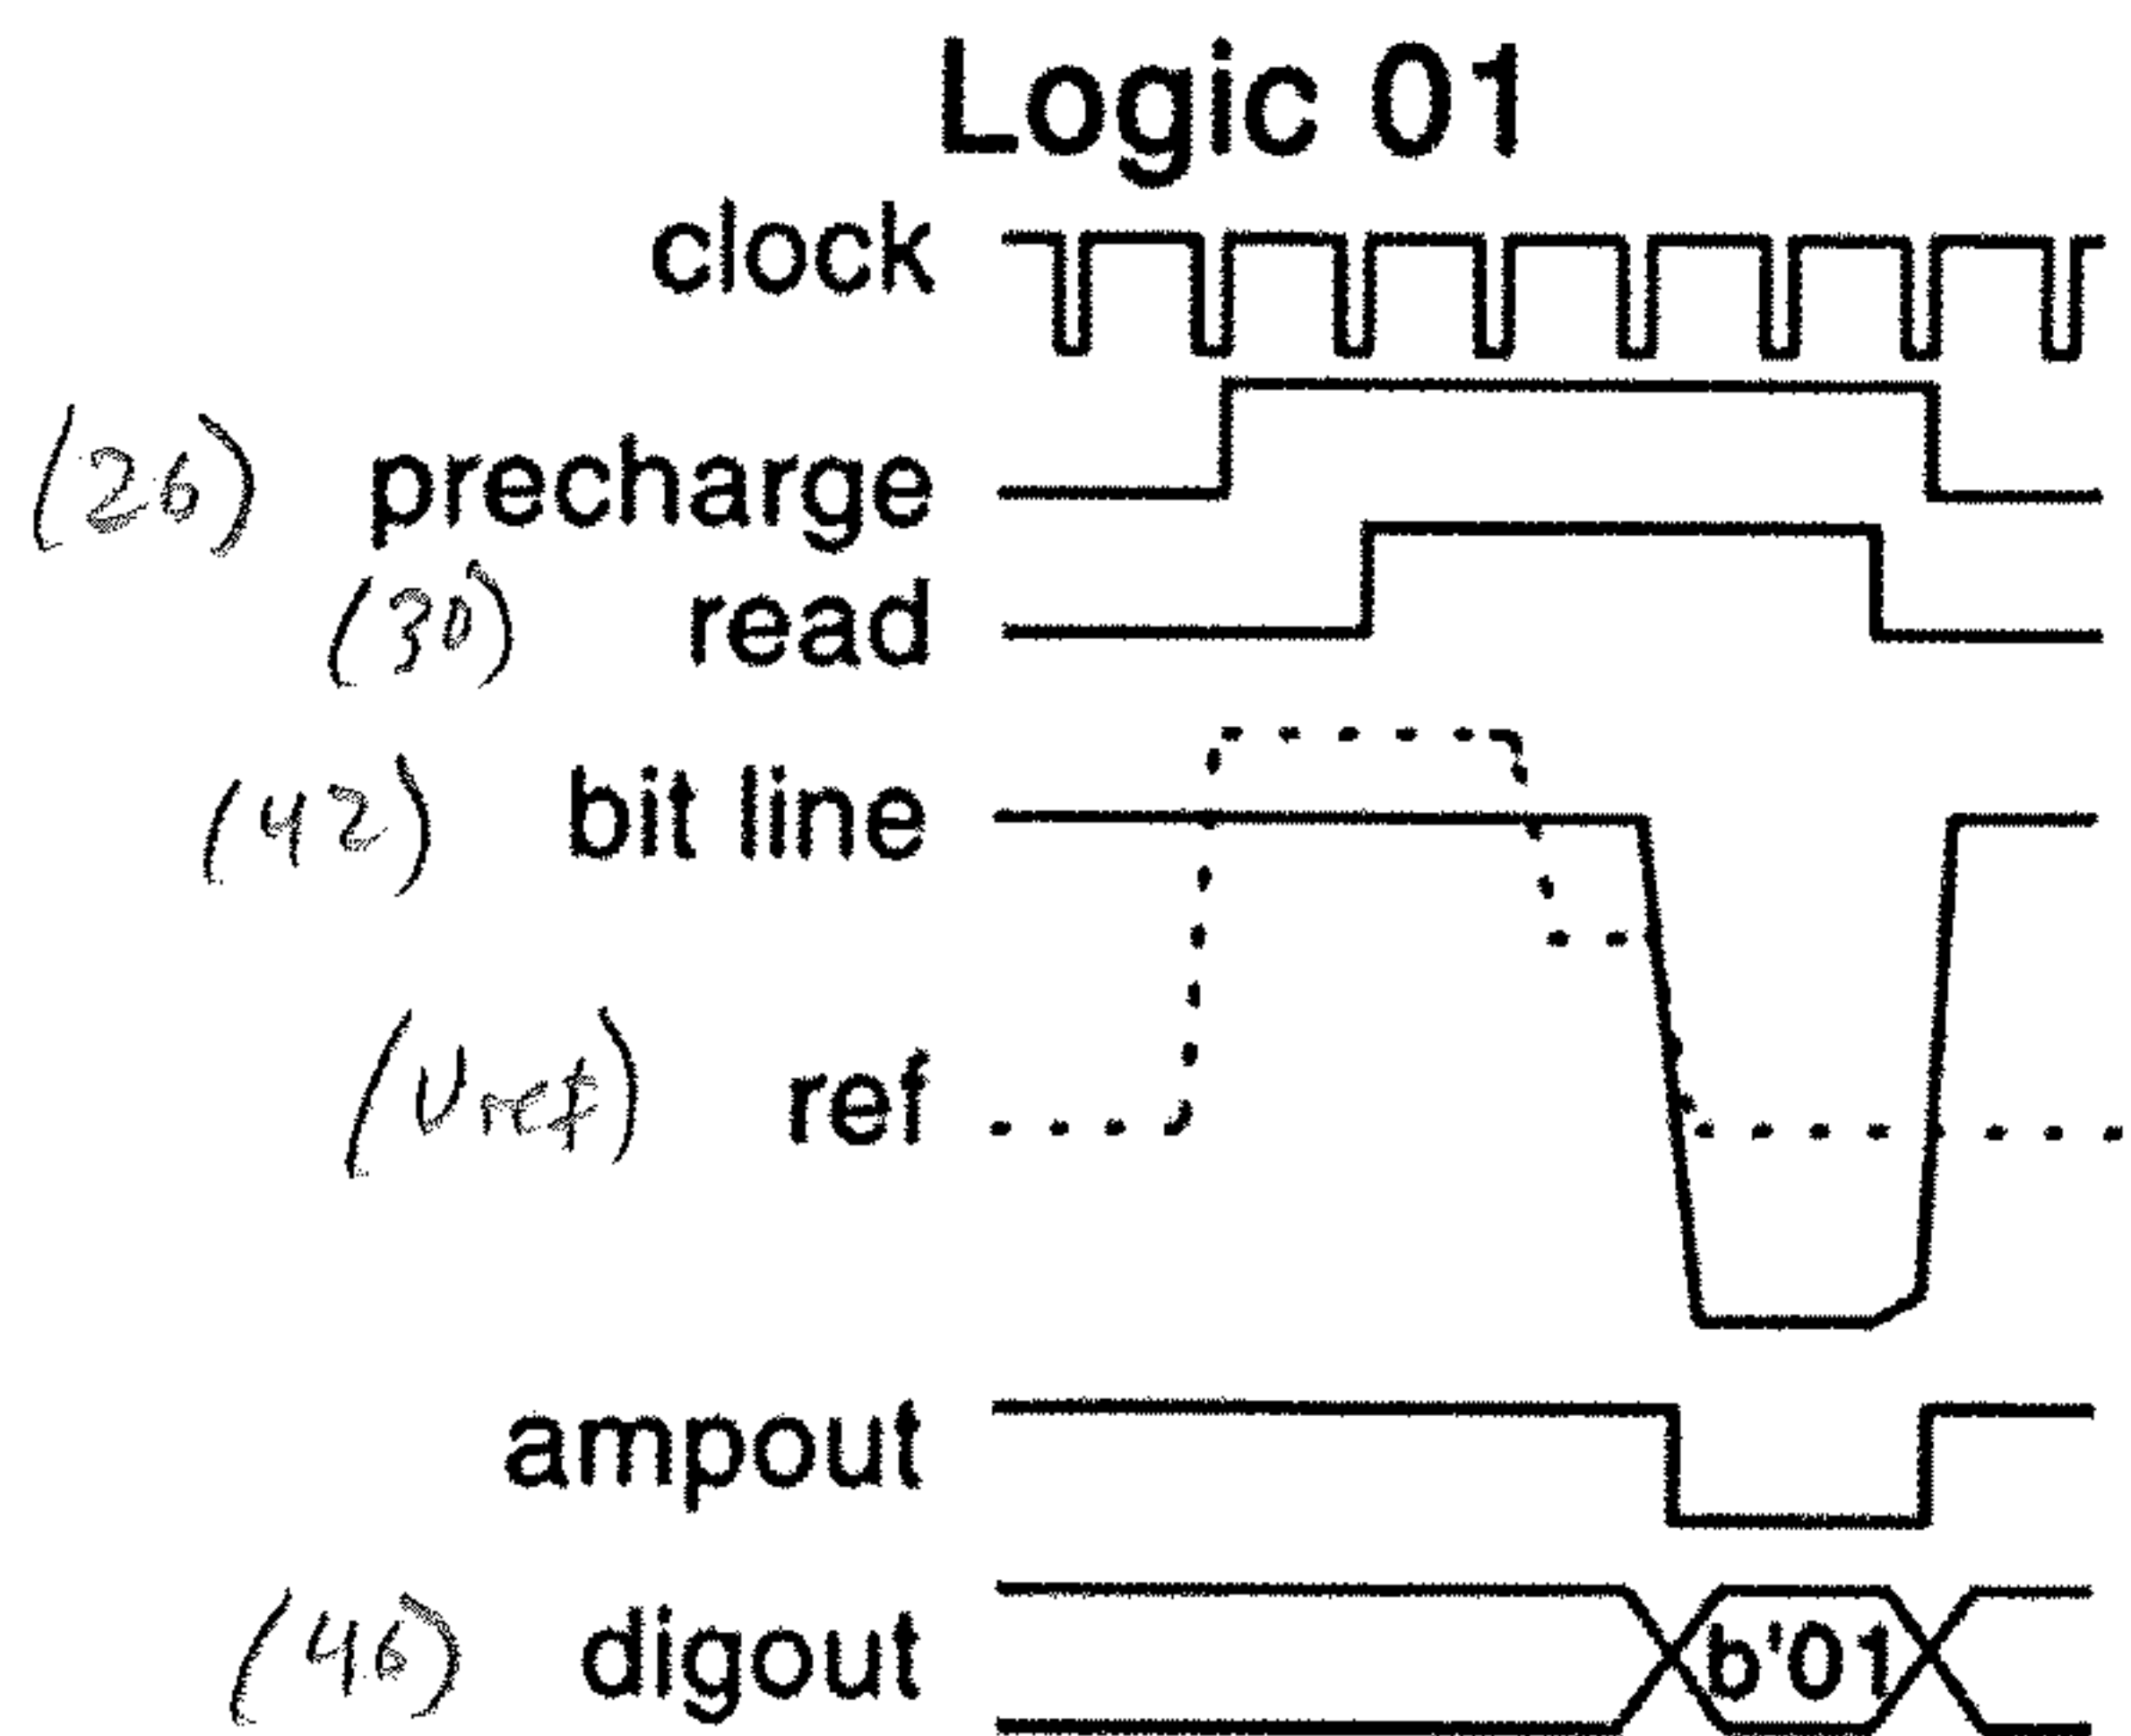 Logic 01
clock
(26) precharge
(30) read
(42) bit line
(Vref) ref
ampout
(46) digout
b'01